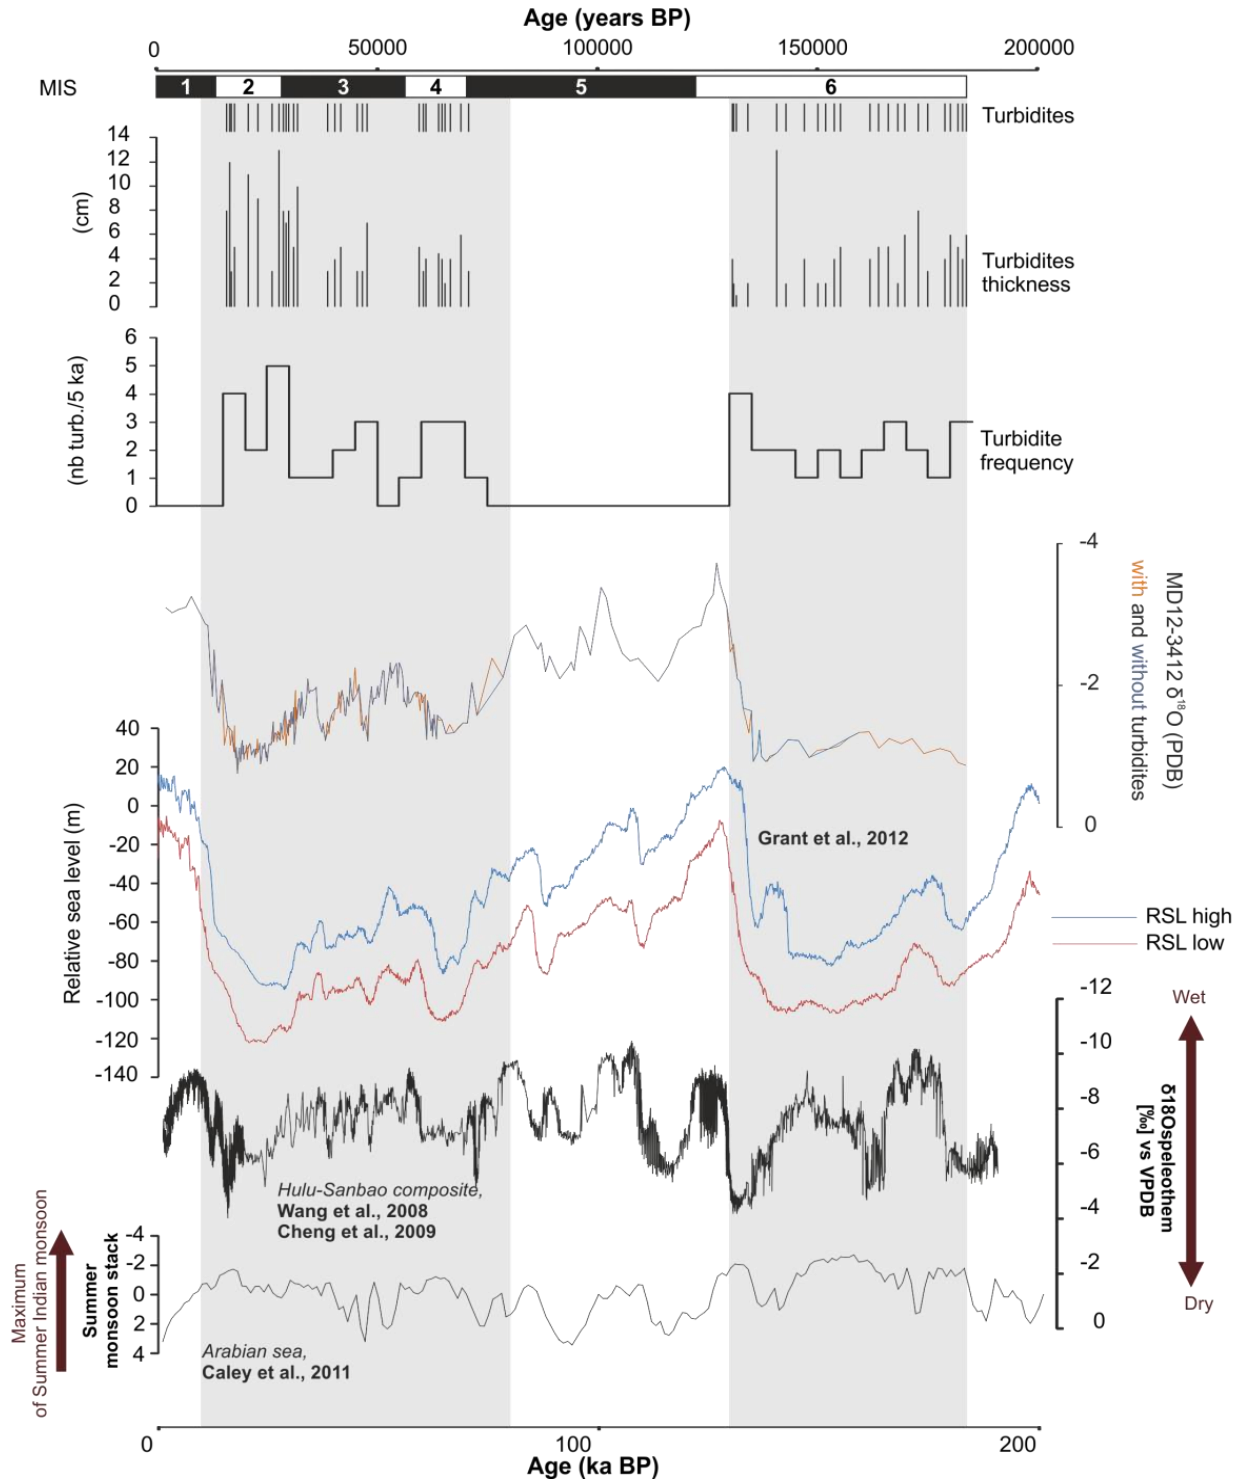 Age (years BP)
0 50000 100000 150000 200000
MIS 1 2 3 4 5 6
Turbidites
14
12
10
8
6
4
2
0
(cm)
Turbidites
thickness
6
5
4
3
2
1
0
(nb turb./5 ka)
Turbidite
frequency
-4
-2
0
MD12-3412 δ18O (PDB)
with and without turbidites
40
20
0
-20
-40
-60
-80
-100
-120
-140
Relative sea level (m)
Grant et al., 2012
RSL high
RSL low
-12
-10
-8
-6
-4
-2
0
Wet
δ18Ospeleothem
[‰] vs VPDB
Dry
Hulu-Sanbao composite,
Wang et al., 2008
Cheng et al., 2009
-4
-2
0
2
4
Maximum
of Summer Indian monsoon
Summer
monsoon stack
Arabian sea,
Caley et al., 2011
0 100 200
Age (ka BP)